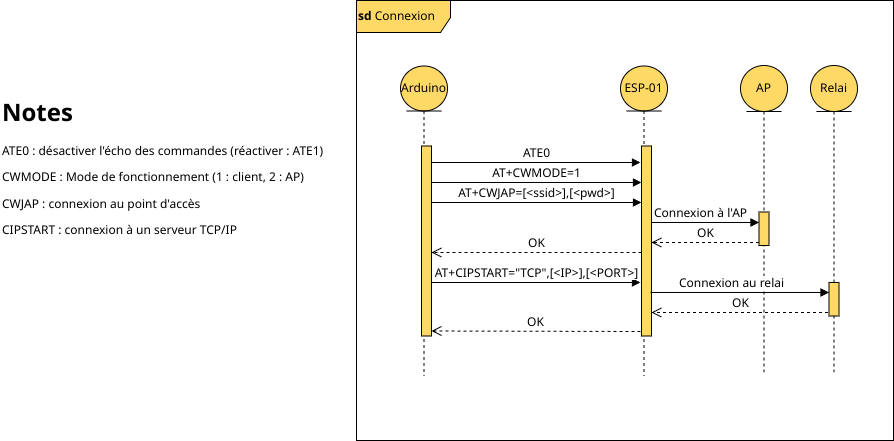 Notes
ATE0 : désactiver l'écho des commandes (réactiver : ATE1)
CWMODE : Mode de fonctionnement (1 : client, 2 : AP)
CWJAP : connexion au point d'accès
CIPSTART : connexion à un serveur TCP/IP
sd Connexion
Arduino
ESP-01
AP
Relai
ATE0
AT+CWMODE=1
AT+CWJAP=[<ssid>],[<pwd>]
Connexion à l'AP
OK
OK
AT+CIPSTART="TCP",[<IP>],[<PORT>]
Connexion au relai
OK
OK